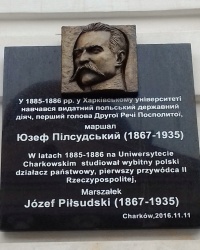 У 1885-1886 рр. у Харківському університеті
навчався видатний польський державний
діяч, перший голова Другої Речі Посполитої,
маршал
Юзеф Пілсудський (1867-1935)
W latach 1885-1886 na Uniwersytecie
Charkowskim studiował wybitny polski
działacz państwowy, pierwszy przywódca II
Rzeczypospolitej,
Marszałek
Józef Piłsudski (1867-1935)
Charków,2016.11.11